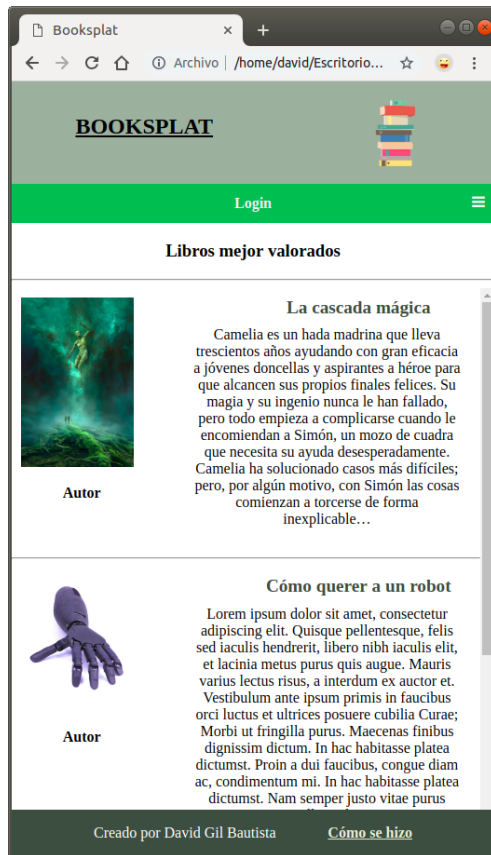 Booksplat
Archivo /home/david/Escritorio...
BOOKSPLAT
Login
Libros mejor valorados
La cascada mágica
Camelia es un hada madrina que lleva
trescientos años ayudando con gran eficacia
a jóvenes doncellas y aspirantes a héroe para
que alcancen sus propios finales felices. Su
magia y su ingenio nunca le han fallado,
pero todo empieza a complicarse cuando le
encomiendan a Simón, un mozo de cuadra
que necesita su ayuda desesperadamente.
Camelia ha solucionado casos más difíciles;
pero, por algún motivo, con Simón las cosas
comienzan a torcerse de forma
inexplicable…
Autor
Cómo querer a un robot
Lorem ipsum dolor sit amet, consectetur
adipiscing elit. Quisque pellentesque, felis
sed iaculis hendrerit, libero nibh iaculis elit,
et lacinia metus purus quis augue. Mauris
varius lectus risus, a interdum ex auctor et.
Vestibulum ante ipsum primis in faucibus
orci luctus et ultrices posuere cubilia Curae;
Morbi ut fringilla purus. Maecenas finibus
dignissim dictum. In hac habitasse platea
dictumst. Proin a dui faucibus, congue diam
ac, condimentum mi. In hac habitasse platea
dictumst. Nam semper justo vitae purus
Autor
Creado por David Gil Bautista Cómo se hizo